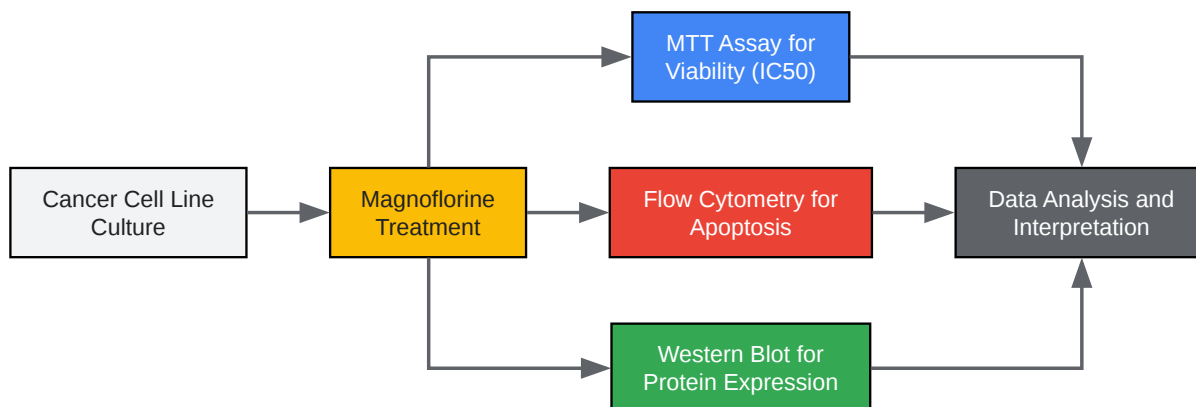 Cancer Cell Line
Culture
Magnoflorine
Treatment
MTT Assay for
Viability (IC50)
Flow Cytometry for
Apoptosis
Western Blot for
Protein Expression
Data Analysis and
Interpretation